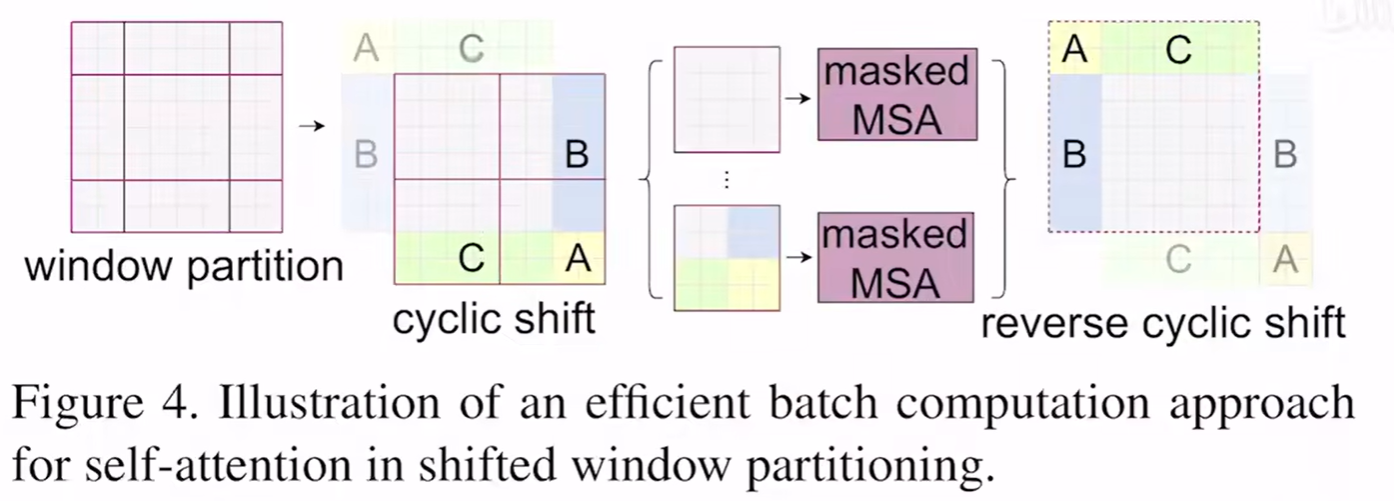 A C
B
B
C A
window partition
cyclic shift
masked
MSA
masked
MSA
A C
B
B
C A
reverse cyclic shift
Figure 4. Illustration of an efficient batch computation approach
for self-attention in shifted window partitioning.